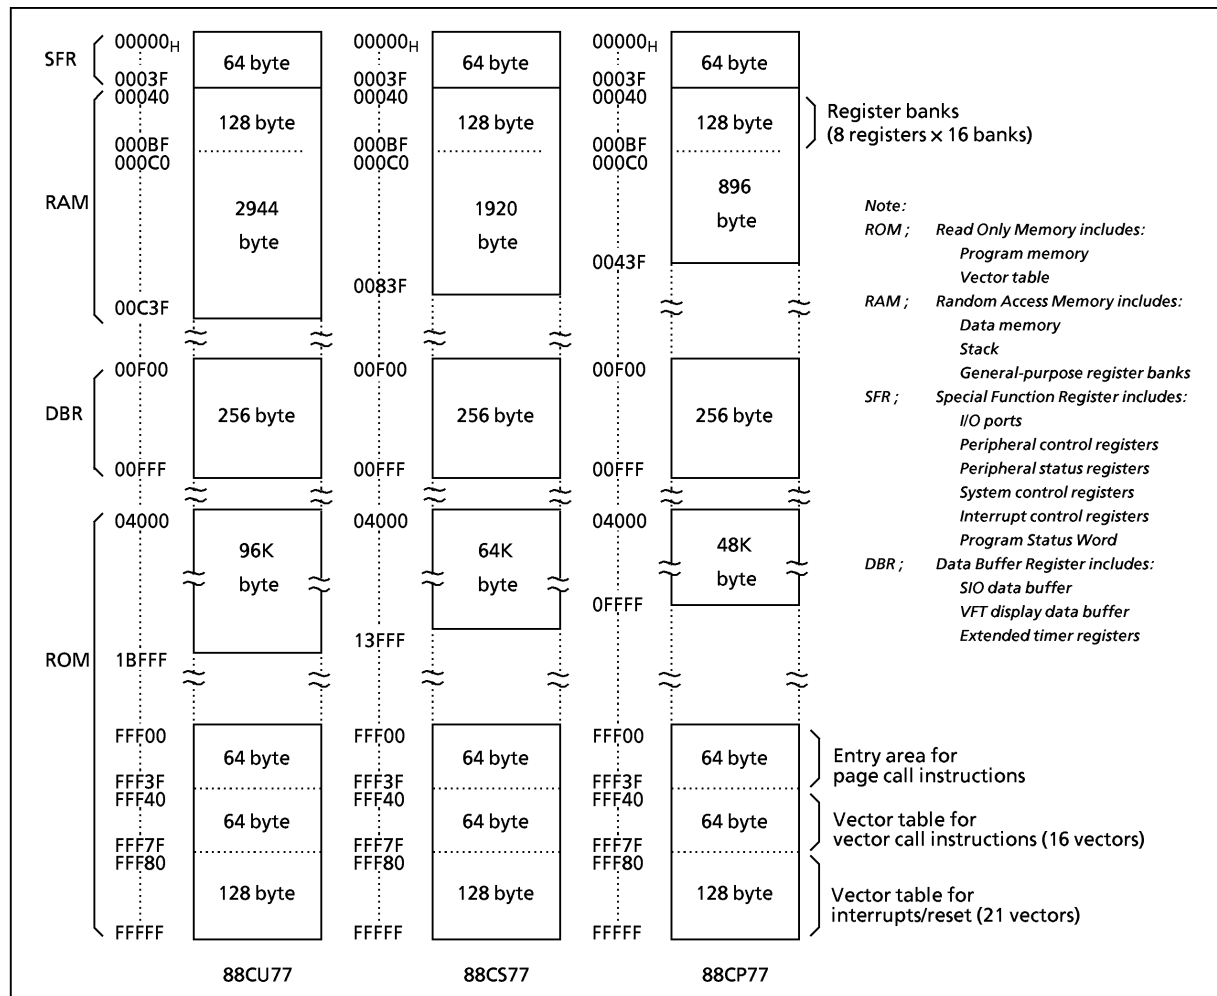 SFR
RAM
DBR
ROM
00000H
0003F
00040
000BF
000C0
00C3F
00F00
00FFF
04000
1BFFF
FFF00
FFF3F
FFF40
FFF7F
FFF80
FFFFF
64 byte
128 byte
2944
byte
256 byte
96K
byte
64 byte
64 byte
128 byte
88CU77
00000H
0003F
00040
000BF
000C0
0083F
00F00
00FFF
04000
13FFF
FFF00
FFF3F
FFF40
FFF7F
FFF80
FFFFF
64 byte
128 byte
1920
byte
256 byte
64K
byte
64 byte
64 byte
128 byte
88CS77
00000H
0003F
00040
000BF
000C0
0043F
00F00
00FFF
04000
0FFFF
FFF00
FFF3F
FFF40
FFF7F
FFF80
FFFFF
64 byte
128 byte
896
byte
256 byte
48K
byte
64 byte
64 byte
128 byte
88CP77
Register banks
(8 registers × 16 banks)
Note:
ROM ; Read Only Memory includes:
Program memory
Vector table
RAM ; Random Access Memory includes:
Data memory
Stack
General-purpose register banks
SFR ; Special Function Register includes:
I/O ports
Peripheral control registers
Peripheral status registers
System control registers
Interrupt control registers
Program Status Word
DBR ; Data Buffer Register includes:
SIO data buffer
VFT display data buffer
Extended timer registers
Entry area for
page call instructions
Vector table for
vector call instructions (16 vectors)
Vector table for
interrupts/reset (21 vectors)